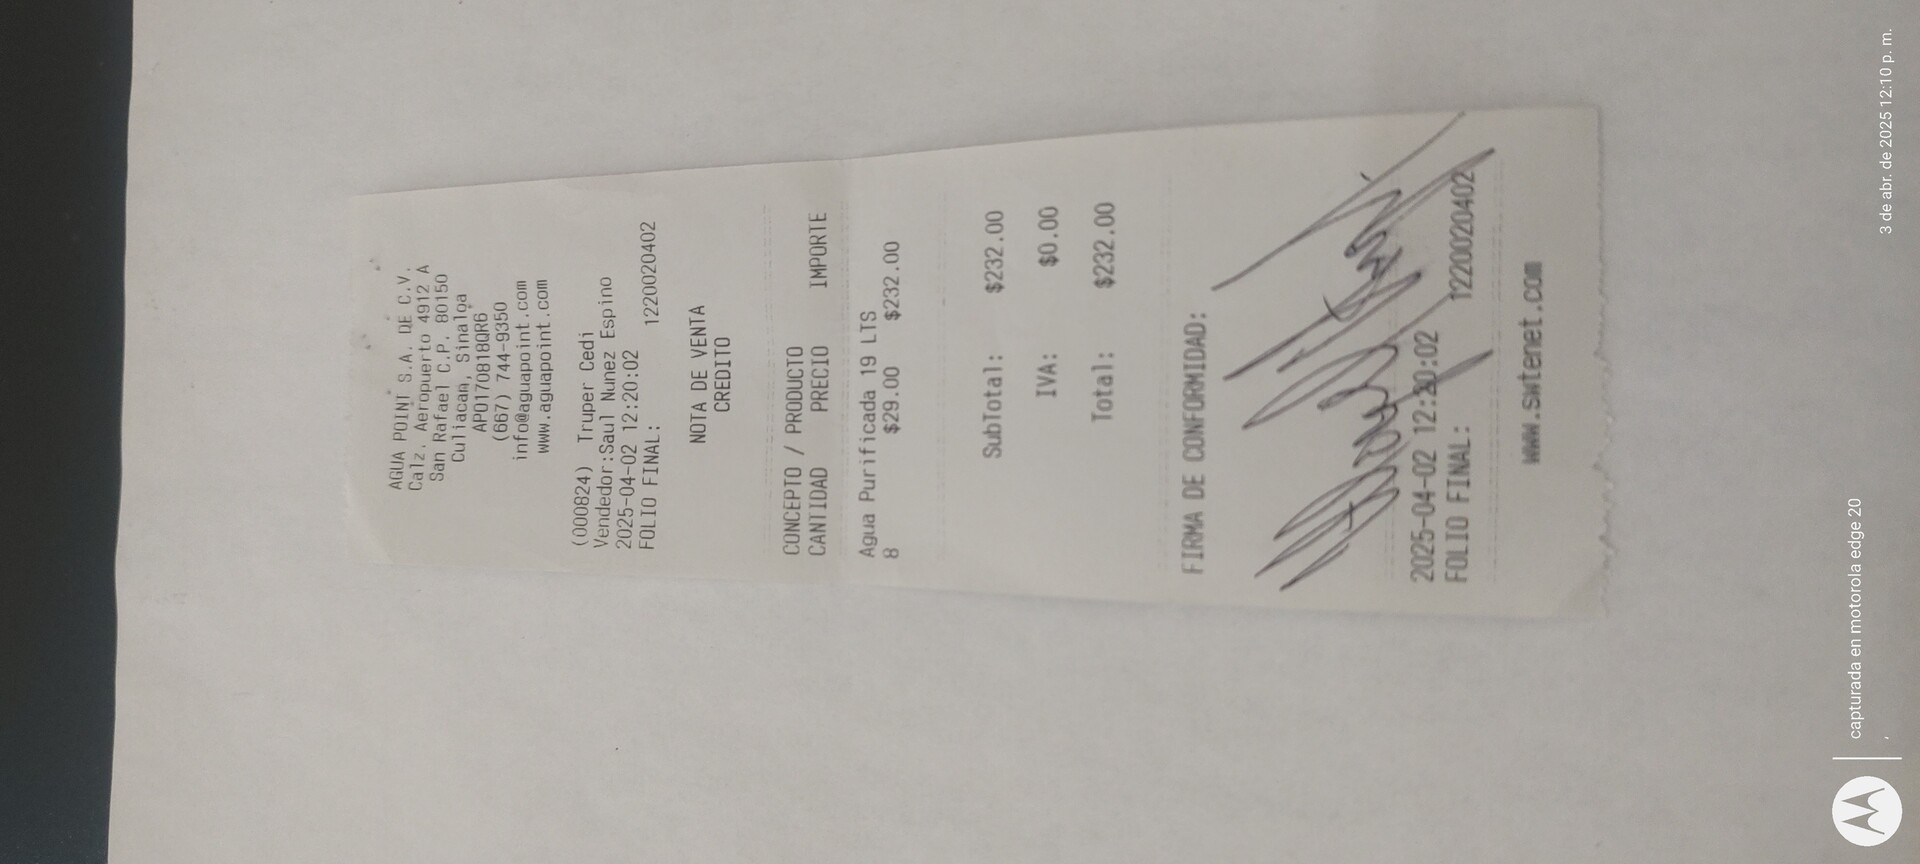 AGUA POINT S.A. DE C.V.
Calz. Aeropuerto 4912 A
San Rafael C.P. 80150
Culiacan, Sinaloa
APO170818QR6
(667) 744-9350
info@aguapoint.com
www.aguapoint.com
(000824) Truper Cedi
Vendedor:Saul Nunez Espino
2025-04-02 12:20:02
FOLIO FINAL: 1220020402
NOTA DE VENTA
CREDITO
CONCEPTO / PRODUCTO
CANTIDAD PRECIO IMPORTE
Agua Purificada 19 LTS
8 $29.00 $232.00
SubTotal: $232.00
IVA: $0.00
Total: $232.00
FIRMA DE CONFORMIDAD:
2025-04-02 12:20:02
FOLIO FINAL: 1220020402
www.swtenet.com
capturada en motorola edge 20
,
3 de abr. de 2025 12:10 p. m.